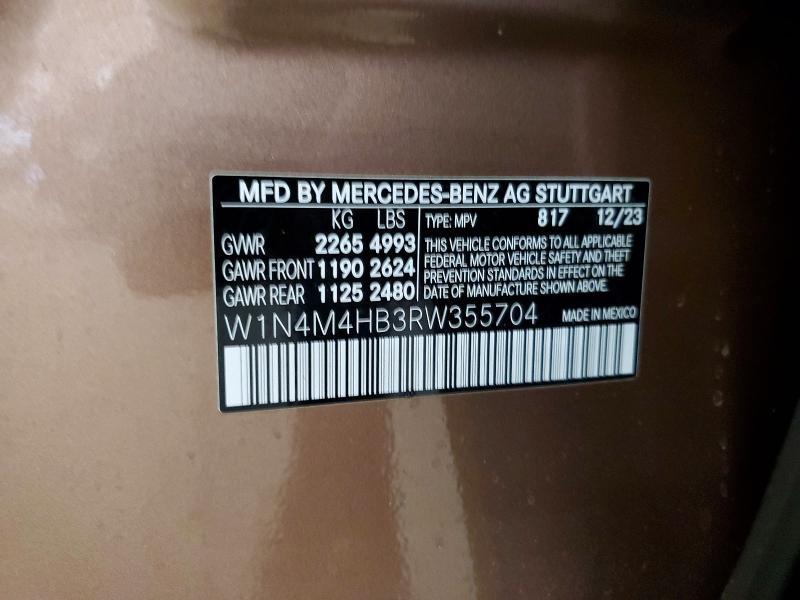 MFD BY MERCEDES-BENZ AG STUTTGART
KG LBS
GVWR 2265 4993
GAWR FRONT 1190 2624
GAWR REAR 1125 2480
TYPE: MPV 817 12/23
THIS VEHICLE CONFORMS TO ALL APPLICABLE
FEDERAL MOTOR VEHICLE SAFETY AND THEFT
PREVENTION STANDARDS IN EFFECT ON THE
DATE OF MANUFACTURE SHOWN ABOVE.
W1N4M4HB3RW355704 MADE IN MEXICO